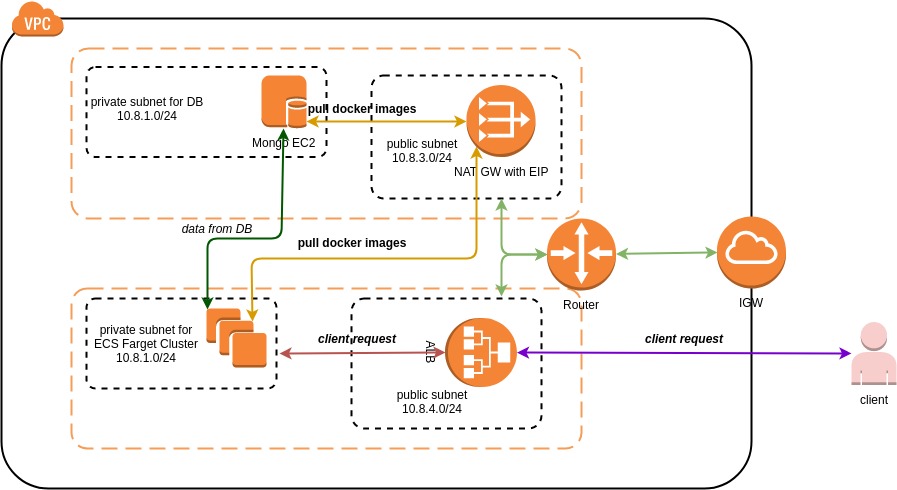 VPC
private subnet for DB
10.8.1.0/24
pull docker images
Mongo EC2
public subnet
10.8.3.0/24
NAT GW with EIP
data from DB
pull docker images
Router
IGW
private subnet for
ECS Farget Cluster
10.8.1.0/24
client request
ALB
client request
public subnet
10.8.4.0/24
client